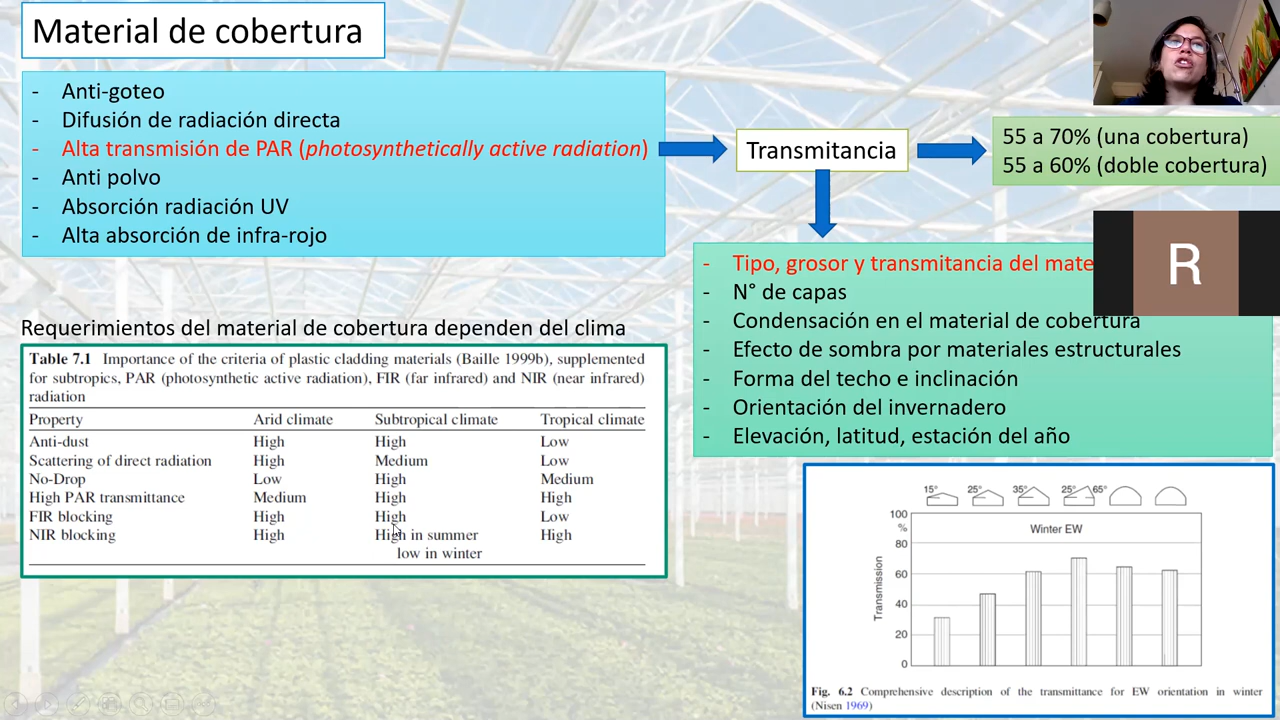 Material de cobertura
- Anti-goteo
- Difusión de radiación directa
- Alta transmisión de PAR (photosynthetically active radiation)
- Anti polvo
- Absorción radiación UV
- Alta absorción de infra-rojo
Transmitancia
55 a 70% (una cobertura)
55 a 60% (doble cobertura)
R
- Tipo, grosor y transmitancia del
- N° de capas
- Condensación en el material de cobertura
- Efecto de sombra por materiales estructurales
- Forma del techo e inclinación
- Orientación del invernadero
- Elevación, latitud, estación del año
Requerimientos del material de cobertura dependen del clima
Table 7.1 Importance of the criteria of plastic cladding materials (Baille 1999b), supplemented
for subtropics, PAR (photosynthetic active radiation), FIR (far infrared) and NIR (near infrared)
radiation
Property Arid climate Subtropical climate Tropical climate
Anti-dust High High Low
Scattering of direct radiation High Medium Low
No-Drop Low High Medium
High PAR transmittance Medium High High
FIR blocking High High Low
NIR blocking High High in summer High
low in winter
15° 25° 35° 25° 65°
Winter EW
100
%
80
60
40
20
0
Transmission
Fig. 6.2 Comprehensive description of the transmittance for EW orientation in winter
(Nisen 1969)